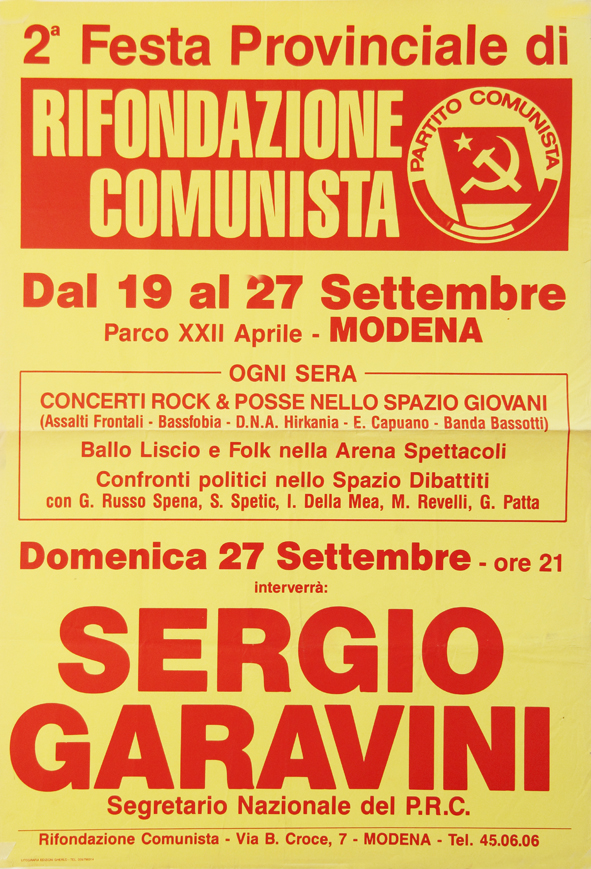 2ª Festa Provinciale di
RIFONDAZIONE
COMUNISTA
PARTITO COMUNISTA
Dal 19 al 27 Settembre
Parco XXII Aprile - MODENA
OGNI SERA
CONCERTI ROCK & POSSE NELLO SPAZIO GIOVANI
(Assalti Frontali - Bassfobia - D.N.A. Hirkania - E. Capuano - Banda Bassotti)
Ballo Liscio e Folk nella Arena Spettacoli
Confronti politici nello Spazio Dibattiti
con G. Russo Spena, S. Spetic, I. Della Mea, M. Revelli, G. Patta
Domenica 27 Settembre - ore 21
interverrà:
SERGIO
GARAVINI
Segretario Nazionale del P.R.C.
Rifondazione Comunista - Via B. Croce, 7 - MODENA - Tel. 45.06.06